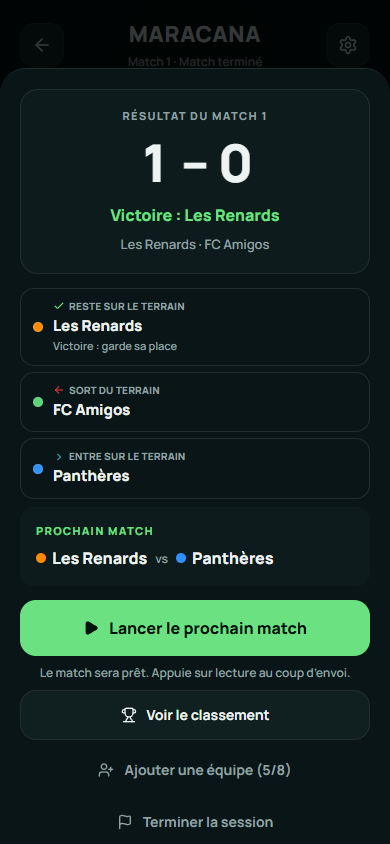 MARACANA
Match 1 · Match terminé
RÉSULTAT DU MATCH 1
1 – 0
Victoire : Les Renards
Les Renards · FC Amigos
RESTE SUR LE TERRAIN
Les Renards
Victoire : garde sa place
SORT DU TERRAIN
FC Amigos
ENTRE SUR LE TERRAIN
Panthères
PROCHAIN MATCH
Les Renards vs Panthères
Lancer le prochain match
Le match sera prêt. Appuie sur lecture au coup d'envoi.
Voir le classement
Ajouter une équipe (5/8)
Terminer la session